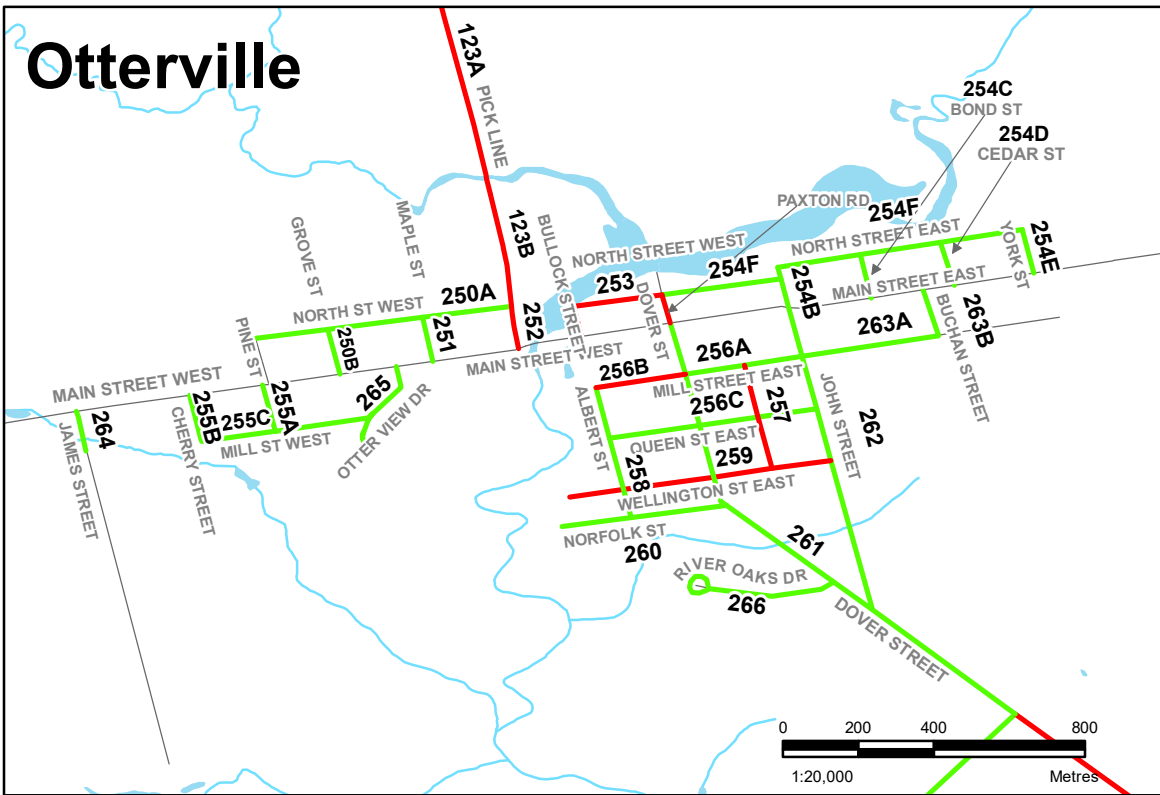 Otterville
123A
PICK LINE
254C
BOND ST
254D
CEDAR ST
PAXTON RD
254F
GROVE ST
MAPLE ST
123B
BULLOCK STREET
NORTH STREET WEST
NORTH STREET EAST
YORK ST
254E
250A
NORTH ST WEST
253
254F
254B
MAIN STREET EAST
PINE ST
250B
251
252
DOVER ST
263A
263B
BUCHAN STREET
MAIN STREET WEST
MAIN STREET WEST
256B
256A
MILL STREET EAST
264
JAMES STREET
255B
CHERRY STREET
255C
255A
MILL ST WEST
265
OTTER VIEW DR
ALBERT ST
256C
257
QUEEN ST EAST
JOHN STREET
262
258
259
WELLINGTON ST EAST
NORFOLK ST
260
261
RIVER OAKS DR
266
DOVER STREET
0 200 400 800
1:20,000 Metres